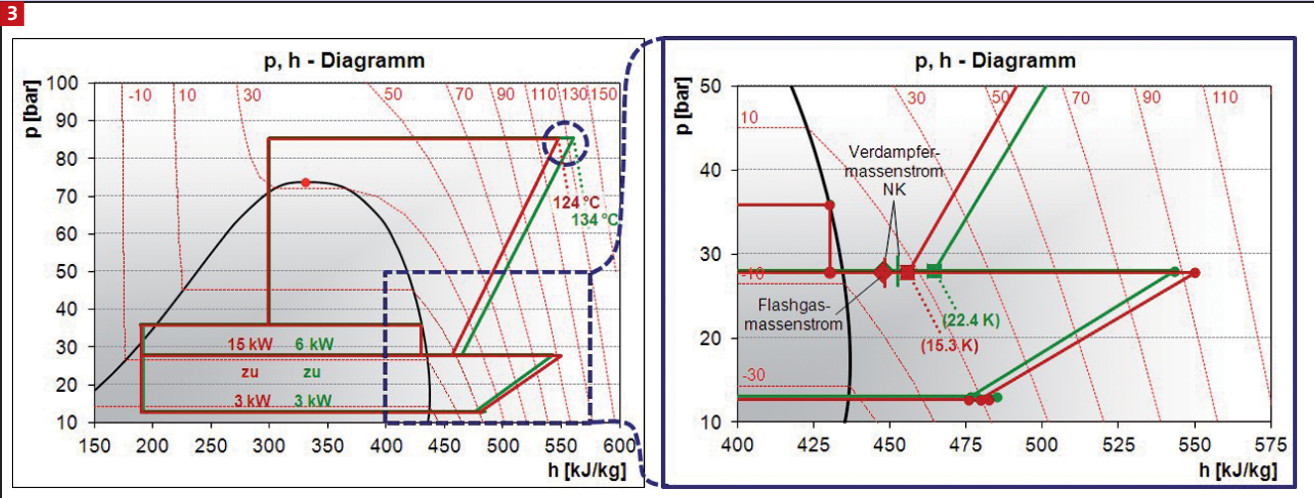 3
p, h - Diagramm
p [bar]
100
90
80
70
60
50
40
30
20
10
-10
10
30
50
70
90
110
130
150
124 °C
134 °C
15 kW 6 kW
zu zu
3 kW 3 kW
150 200 250 300 350 400 450 500 550 600
h [kJ/kg]
p, h - Diagramm
p [bar]
50
40
30
20
10
10
-10
-30
30
50
70
90
110
Verdampfer-
massenstrom
NK
Flashgas-
massenstrom
(22.4 K)
(15.3 K)
400 425 450 475 500 525 550 575
h [kJ/kg]